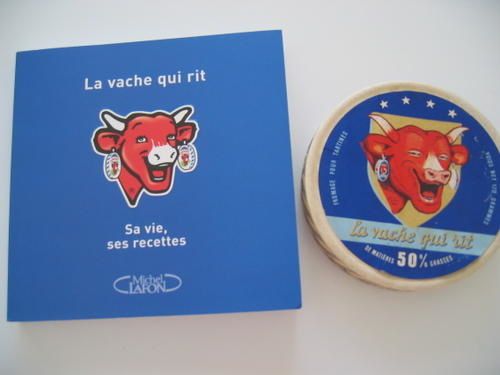 La vache qui rit
Sa vie,
ses recettes
Michel
LAFON
FROMAGE POUR TARTINES
la vache qui rit
DE MATIÈRES 50% GRASSES